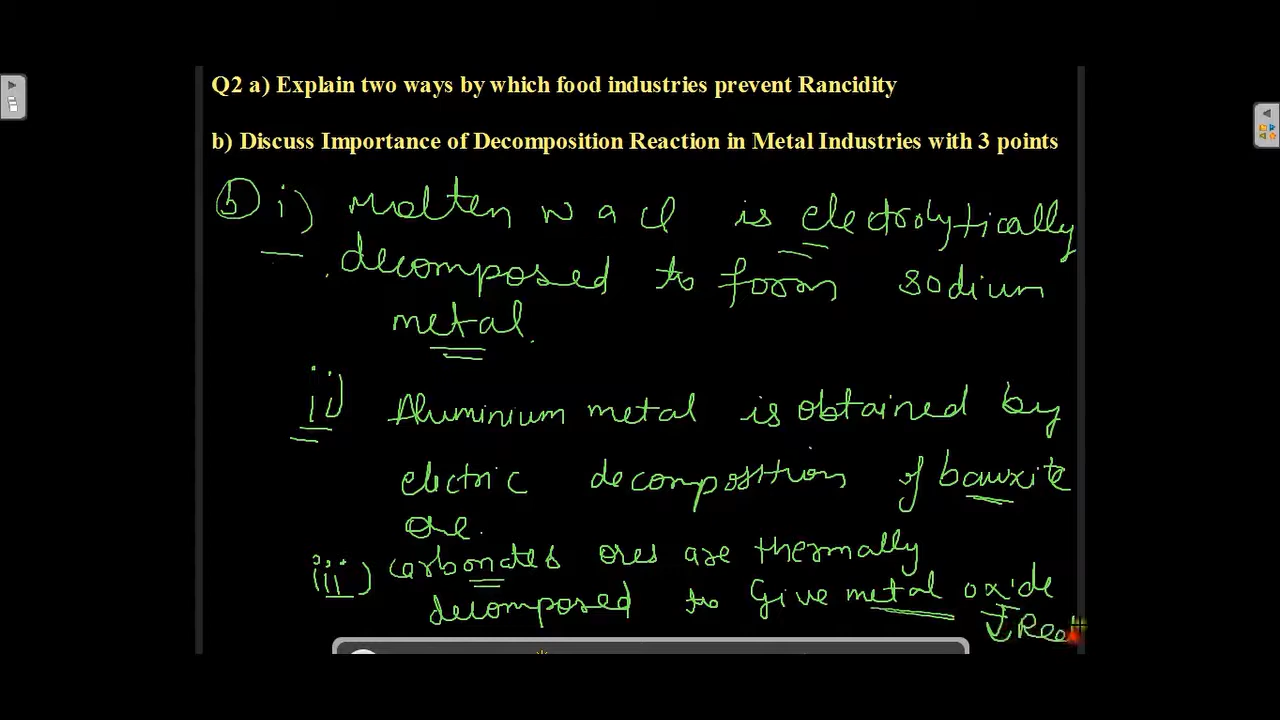 Q2 a) Explain two ways by which food industries prevent Rancidity
b) Discuss Importance of Decomposition Reaction in Metal Industries with 3 points
b) i) Molten NaCl is electrolytically
decomposed to form sodium
metal.
ii) Aluminium metal is obtained by
electric decomposition of bauxite
ore.
iii) carbonates ores are thermally
decomposed to Give metal oxide
↓ Red